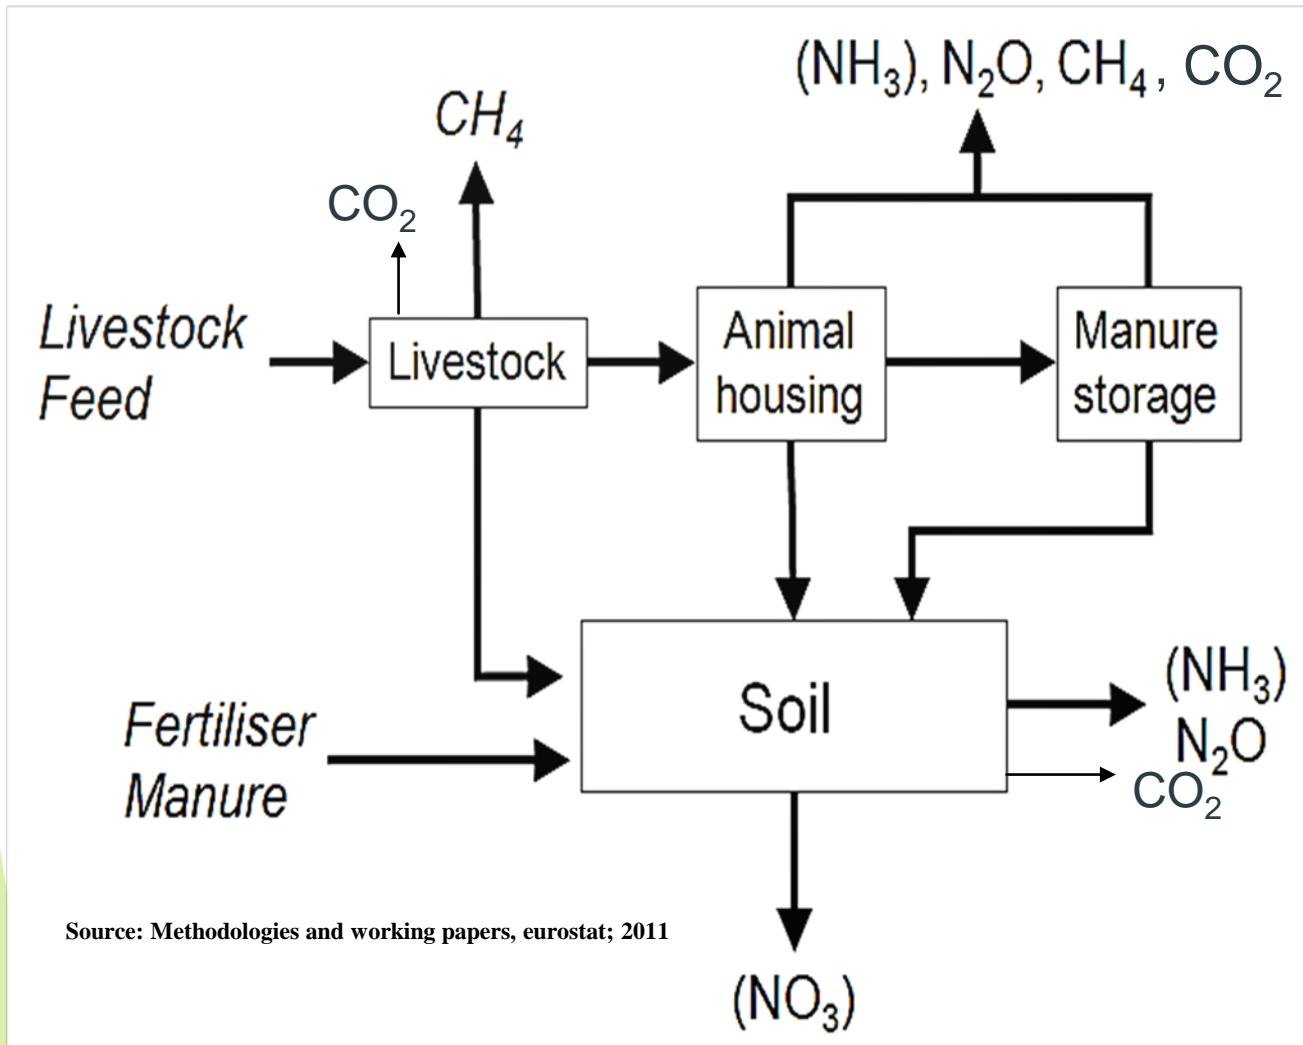 (NH₃), N₂O, CH₄, CO₂
CH₄
CO₂
Livestock
Feed
Livestock
Animal
housing
Manure
storage
Soil
Fertiliser
Manure
(NH₃)
N₂O
CO₂
Source: Methodologies and working papers, eurostat; 2011
(NO₃)